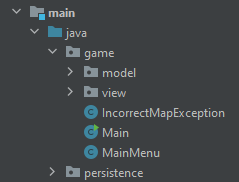 main
java
game
model
view
IncorrectMapException
Main
MainMenu
persistence